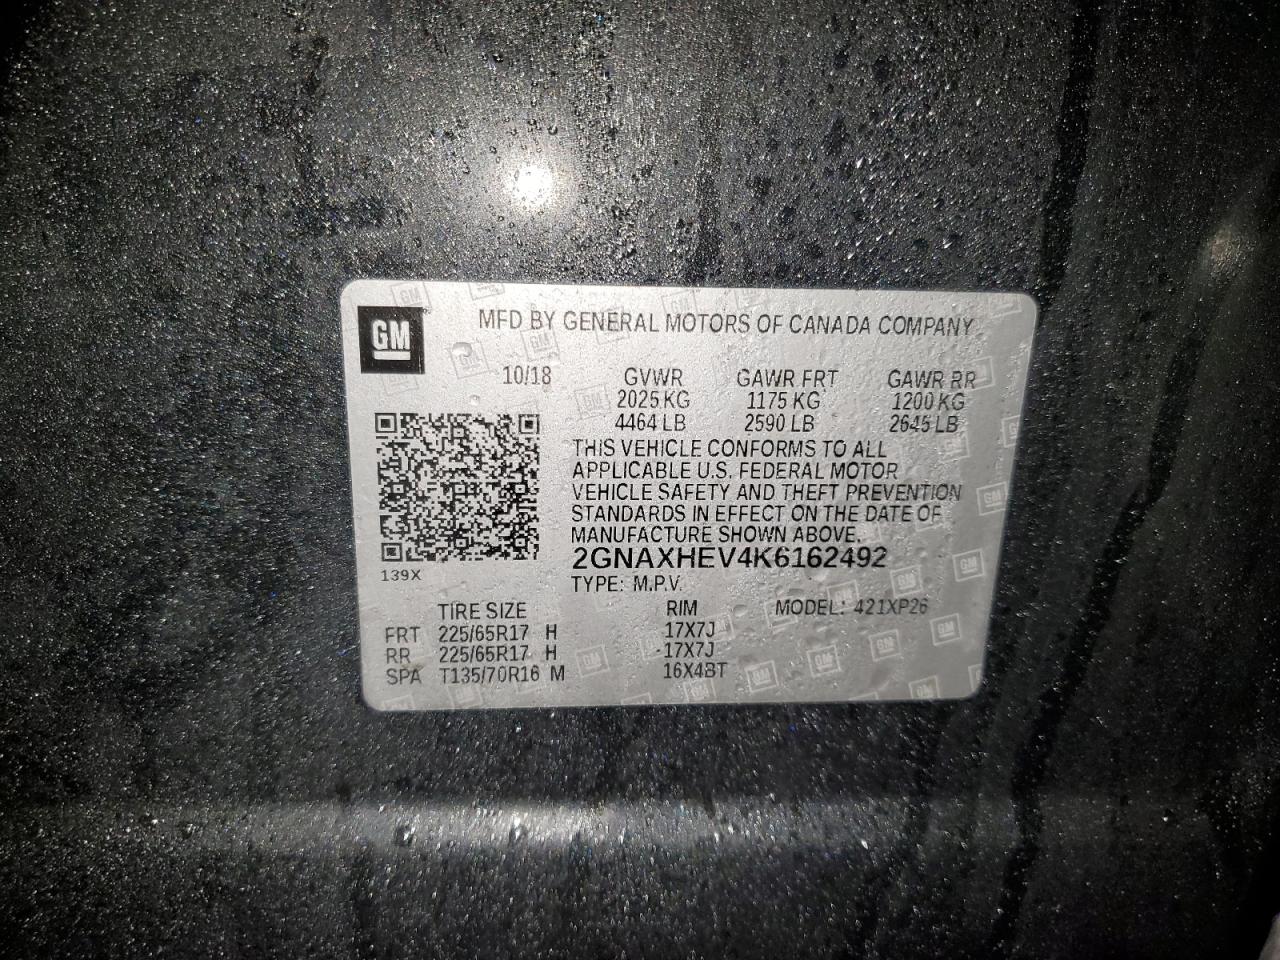 GM
MFD BY GENERAL MOTORS OF CANADA COMPANY
10/18 GVWR GAWR FRT GAWR RR
2025 KG 1175 KG 1200 KG
4464 LB 2590 LB 2645 LB
THIS VEHICLE CONFORMS TO ALL
APPLICABLE U.S. FEDERAL MOTOR
VEHICLE SAFETY AND THEFT PREVENTION
STANDARDS IN EFFECT ON THE DATE OF
MANUFACTURE SHOWN ABOVE.
2GNAXHEV4K6162492
139X
TYPE: M.P.V.
TIRE SIZE RIM MODEL: 421XP26
FRT 225/65R17 H 17X7J
RR 225/65R17 H 17X7J
SPA T135/70R16 M 16X4BT